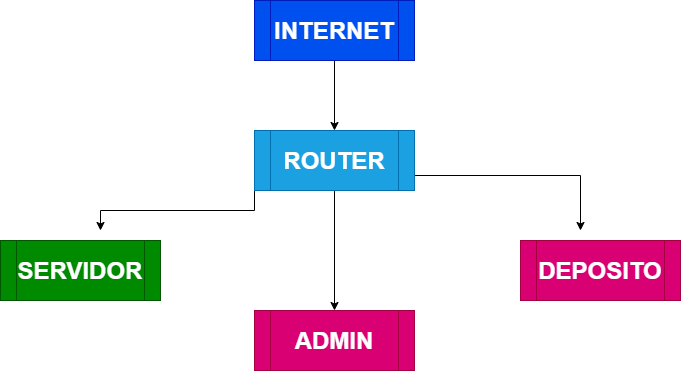 INTERNET
ROUTER
SERVIDOR
DEPOSITO
ADMIN